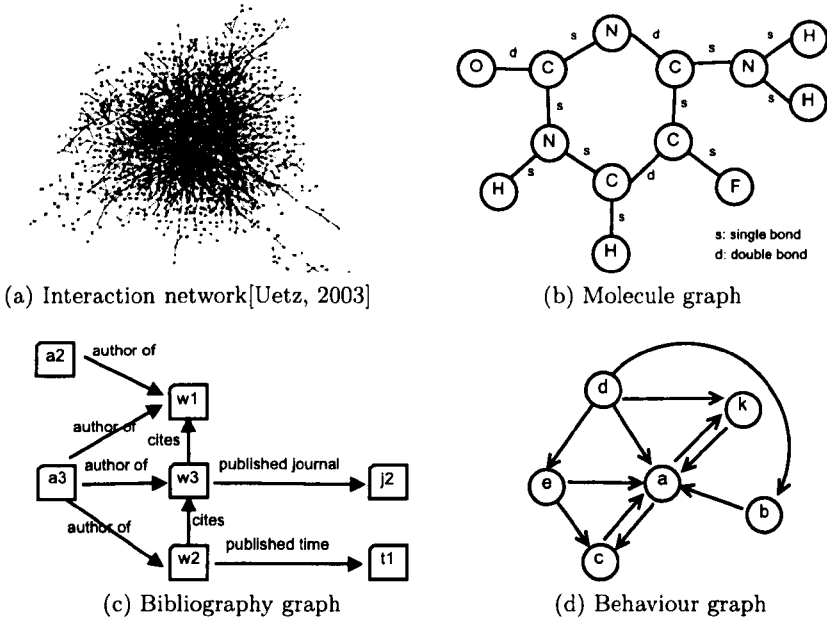 O d C s N d C s N s H
s H
s s
N s C d C s F
s H
s H
s: single bond
d: double bond
(a) Interaction network[Uetz, 2003]
(b) Molecule graph
a2 author of
w1
author of
cites
a3 author of w3 published journal j2
author of
cites
w2 published time t1
(c) Bibliography graph
d
k
e a
b
c
(d) Behaviour graph